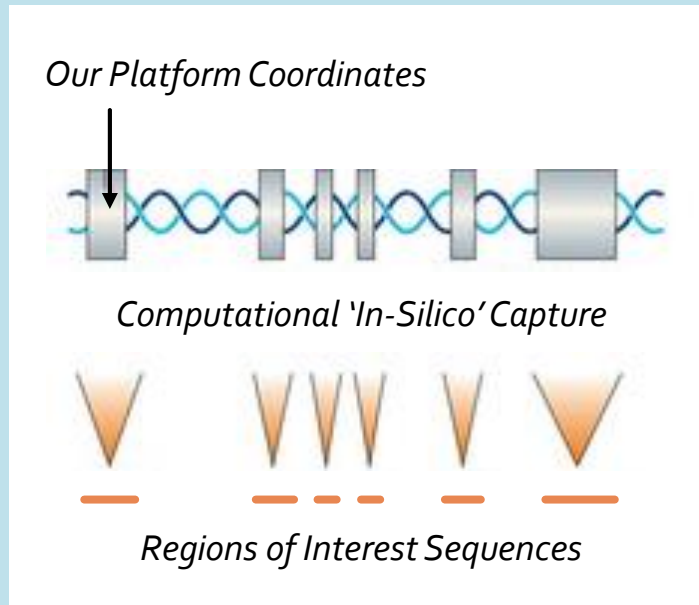 Our Platform Coordinates
Computational ‘In-Silico’ Capture
Regions of Interest Sequences